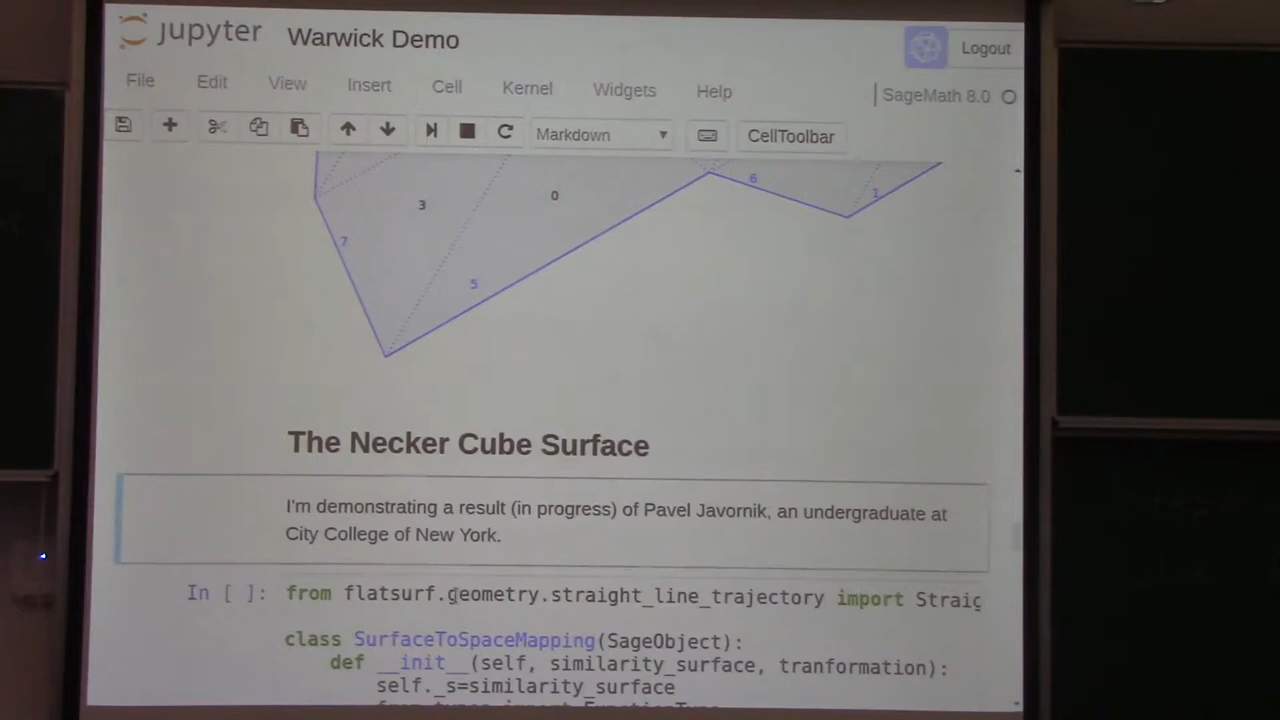 jupyter Warwick Demo
Logout
File Edit View Insert Cell Kernel Widgets Help
SageMath 8.0
Markdown
CellToolbar
3
0
6
1
7
5
The Necker Cube Surface
I'm demonstrating a result (in progress) of Pavel Javornik, an undergraduate at
City College of New York.
In [ ]: from flatsurf.geometry.straight_line_trajectory import Straig
class SurfaceToSpaceMapping(SageObject):
def __init__(self, similarity_surface, tranformation):
self._s=similarity_surface